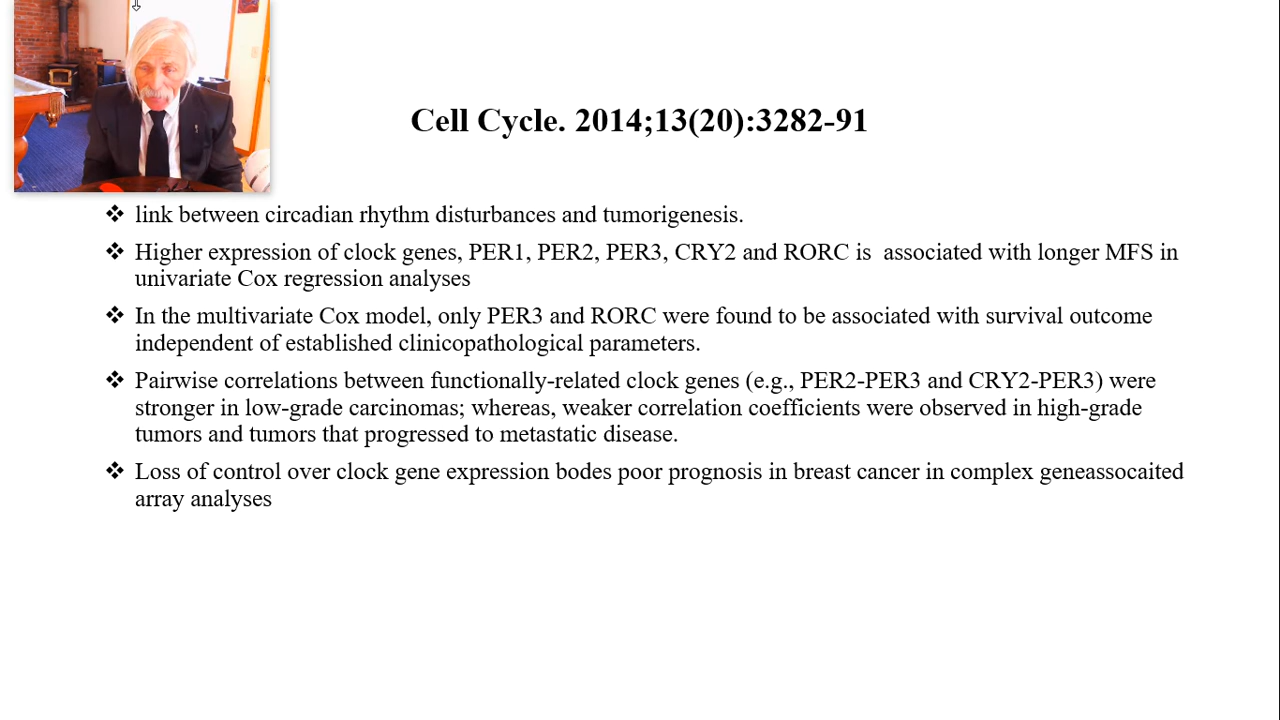 Cell Cycle. 2014;13(20):3282-91
link between circadian rhythm disturbances and tumorigenesis.
Higher expression of clock genes, PER1, PER2, PER3, CRY2 and RORC is  associated with longer MFS in
univariate Cox regression analyses
In the multivariate Cox model, only PER3 and RORC were found to be associated with survival outcome
independent of established clinicopathological parameters.
Pairwise correlations between functionally-related clock genes (e.g., PER2-PER3 and CRY2-PER3) were
stronger in low-grade carcinomas; whereas, weaker correlation coefficients were observed in high-grade
tumors and tumors that progressed to metastatic disease.
Loss of control over clock gene expression bodes poor prognosis in breast cancer in complex geneassocaited
array analyses